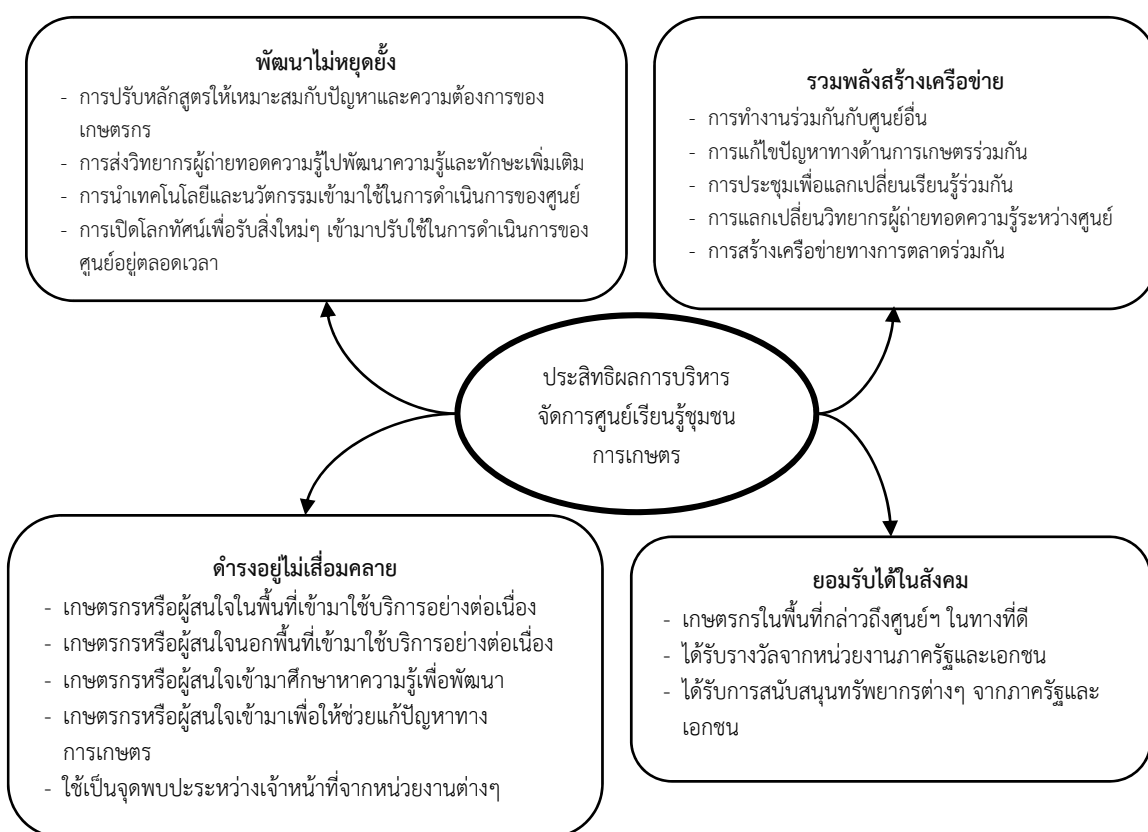 พัฒนาไม่หยุดยั้ง
- การปรับหลักสูตรให้เหมาะสมกับปัญหาและความต้องการของ
เกษตรกร
- การส่งวิทยากรผู้ถ่ายทอดความรู้ไปพัฒนาความรู้และทักษะเพิ่มเติม
- การนำเทคโนโลยีและนวัตกรรมเข้ามาใช้ในการดำเนินการของศูนย์
- การเปิดโลกทัศน์เพื่อรับสิ่งใหม่ๆ เข้ามาปรับใช้ในการดำเนินการของ
ศูนย์อยู่ตลอดเวลา
รวมพลังสร้างเครือข่าย
- การทำงานร่วมกันกับศูนย์อื่น
- การแก้ไขปัญหาทางด้านการเกษตรร่วมกัน
- การประชุมเพื่อแลกเปลี่ยนเรียนรู้ร่วมกัน
- การแลกเปลี่ยนวิทยากรผู้ถ่ายทอดความรู้ระหว่างศูนย์
- การสร้างเครือข่ายทางการตลาดร่วมกัน
ประสิทธิผลการบริหาร
จัดการศูนย์เรียนรู้ชุมชน
การเกษตร
ดำรงอยู่ไม่เสื่อมคลาย
- เกษตรกรหรือผู้สนใจในพื้นที่เข้ามาใช้บริการอย่างต่อเนื่อง
- เกษตรกรหรือผู้สนใจนอกพื้นที่เข้ามาใช้บริการอย่างต่อเนื่อง
- เกษตรกรหรือผู้สนใจเข้ามาศึกษาหาความรู้เพื่อพัฒนา
- เกษตรกรหรือผู้สนใจเข้ามาเพื่อให้ช่วยแก้ปัญหาทาง
การเกษตร
- ใช้เป็นจุดพบปะระหว่างเจ้าหน้าที่จากหน่วยงานต่างๆ
ยอมรับได้ในสังคม
- เกษตรกรในพื้นที่กล่าวถึงศูนย์ฯ ในทางที่ดี
- ได้รับรางวัลจากหน่วยงานภาครัฐและเอกชน
- ได้รับการสนับสนุนทรัพยากรต่างๆ จากภาครัฐและ
เอกชน